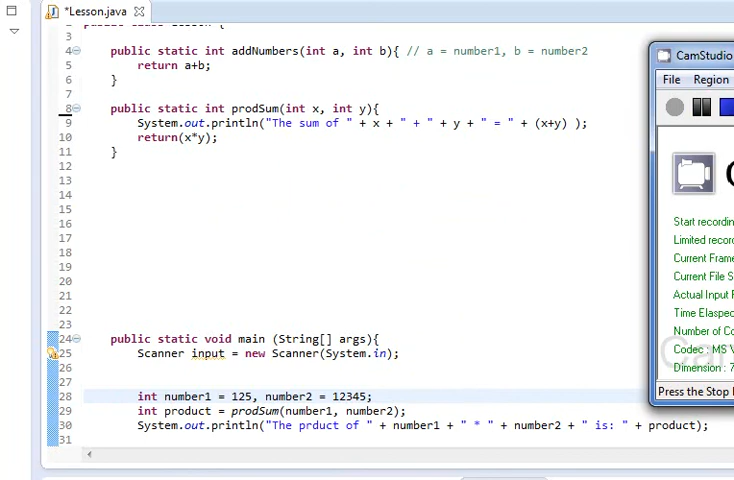 *Lesson.java
4 public static int addNumbers(int a, int b){ // a = number1, b = number2
5 return a+b;
6 }
7
8 public static int prodSum(int x, int y){
9 System.out.println("The sum of " + x + " + " + y + " = " + (x+y) );
10 return(x*y);
11 }
12
13
14
15
16
17
18
19
20
21
22
23
24 public static void main (String[] args){
25 Scanner input = new Scanner(System.in);
26
27
28 int number1 = 125, number2 = 12345;
29 int product = prodSum(number1, number2);
30 System.out.println("The prduct of " + number1 + " * " + number2 + " is: " + product);
31
CamStudio
File Region
Start recordin
Limited recor
Current Frame
Current File S
Actual Input F
Time Elasped
Number of Co
Codec : MS V
Dimension : 7
Press the Stop